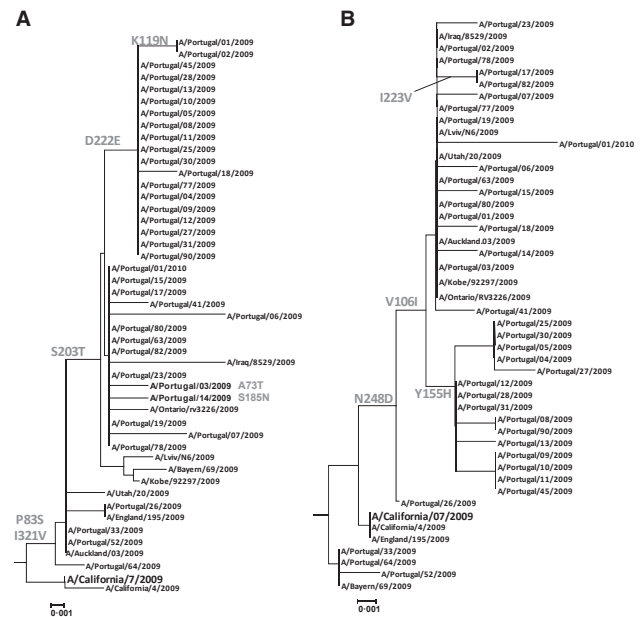 A
K119N
A/Portugal/01/2009
A/Portugal/02/2009
A/Portugal/45/2009
A/Portugal/28/2009
A/Portugal/13/2009
A/Portugal/10/2009
A/Portugal/05/2009
A/Portugal/08/2009
A/Portugal/11/2009
A/Portugal/25/2009
A/Portugal/30/2009
D222E
A/Portugal/18/2009
A/Portugal/77/2009
A/Portugal/04/2009
A/Portugal/09/2009
A/Portugal/12/2009
A/Portugal/27/2009
A/Portugal/31/2009
A/Portugal/90/2009
A/Portugal/01/2010
A/Portugal/15/2009
A/Portugal/17/2009
A/Portugal/41/2009
A/Portugal/06/2009
A/Portugal/80/2009
A/Portugal/63/2009
A/Portugal/82/2009
S203T
A/Iraq/8529/2009
A/Portugal/23/2009
A/Portugal/03/2009 A73T
A/Portugal/14/2009 S185N
A/Ontario/rv3226/2009
A/Portugal/19/2009
A/Portugal/07/2009
A/Portugal/78/2009
A/Lviv/N6/2009
A/Bayern/69/2009
A/Kobe/92297/2009
A/Utah/20/2009
A/Portugal/26/2009
A/England/195/2009
P83S
I321V
A/Portugal/33/2009
A/Portugal/52/2009
A/Auckland/03/2009
A/Portugal/64/2009
A/California/7/2009
A/California/4/2009
0·001
B
A/Portugal/23/2009
A/Iraq/8529/2009
A/Portugal/02/2009
A/Portugal/78/2009
A/Portugal/17/2009
A/Portugal/82/2009
I223V
A/Portugal/07/2009
A/Portugal/77/2009
A/Portugal/19/2009
A/Lviv/N6/2009
A/Portugal/01/2010
A/Utah/20/2009
A/Portugal/06/2009
A/Portugal/63/2009
A/Portugal/15/2009
A/Portugal/80/2009
A/Portugal/01/2009
A/Portugal/18/2009
A/Auckland.03/2009
A/Portugal/14/2009
A/Portugal/03/2009
A/Kobe/92297/2009
A/Ontario/RV3226/2009
V106I
A/Portugal/41/2009
A/Portugal/25/2009
A/Portugal/30/2009
A/Portugal/05/2009
A/Portugal/04/2009
A/Portugal/27/2009
Y155H
A/Portugal/12/2009
A/Portugal/28/2009
A/Portugal/31/2009
N248D
A/Portugal/08/2009
A/Portugal/90/2009
A/Portugal/13/2009
A/Portugal/09/2009
A/Portugal/10/2009
A/Portugal/11/2009
A/Portugal/45/2009
A/Portugal/26/2009
A/California/07/2009
A/California/4/2009
A/England/195/2009
A/Portugal/33/2009
A/Portugal/64/2009
A/Portugal/52/2009
A/Bayern/69/2009
0·001